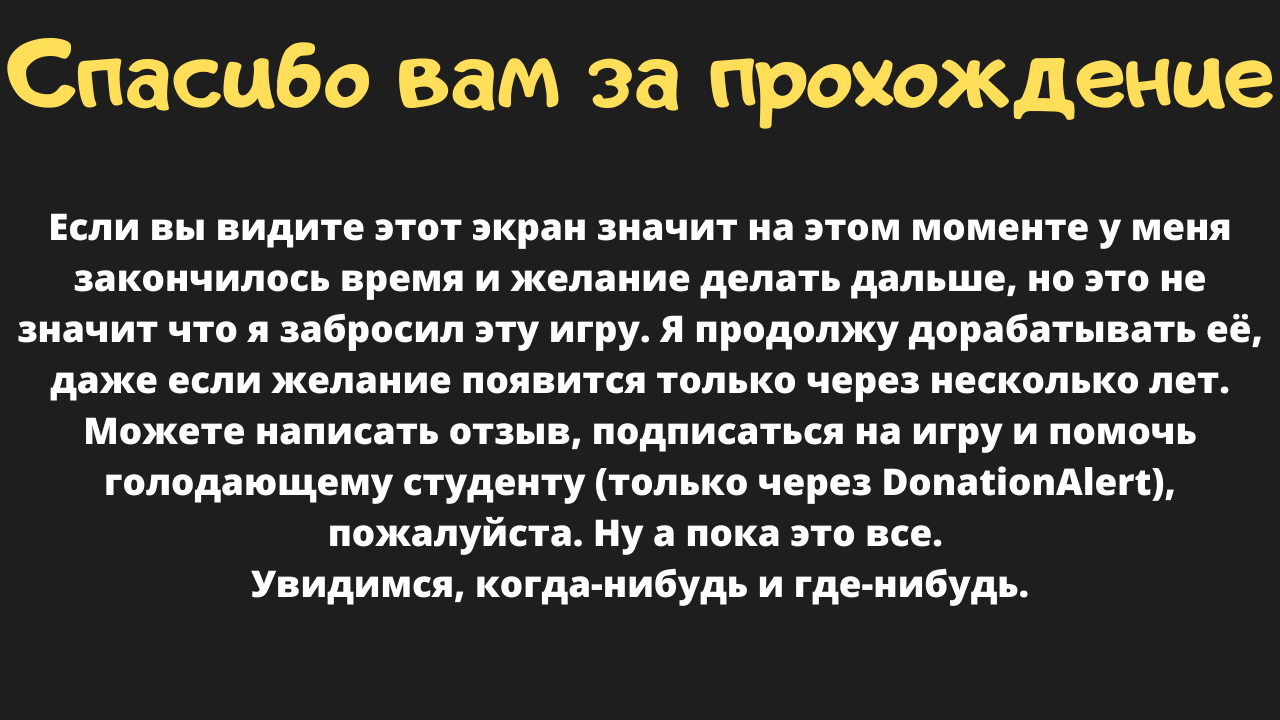 Спасибо вам за прохождение
Если вы видите этот экран значит на этом моменте у меня
закончилось время и желание делать дальше, но это не
значит что я забросил эту игру. Я продолжу дорабатывать её,
даже если желание появится только через несколько лет.
Можете написать отзыв, подписаться на игру и помочь
голодающему студенту (только через DonationAlert),
пожалуйста. Ну а пока это все.
Увидимся, когда-нибудь и где-нибудь.